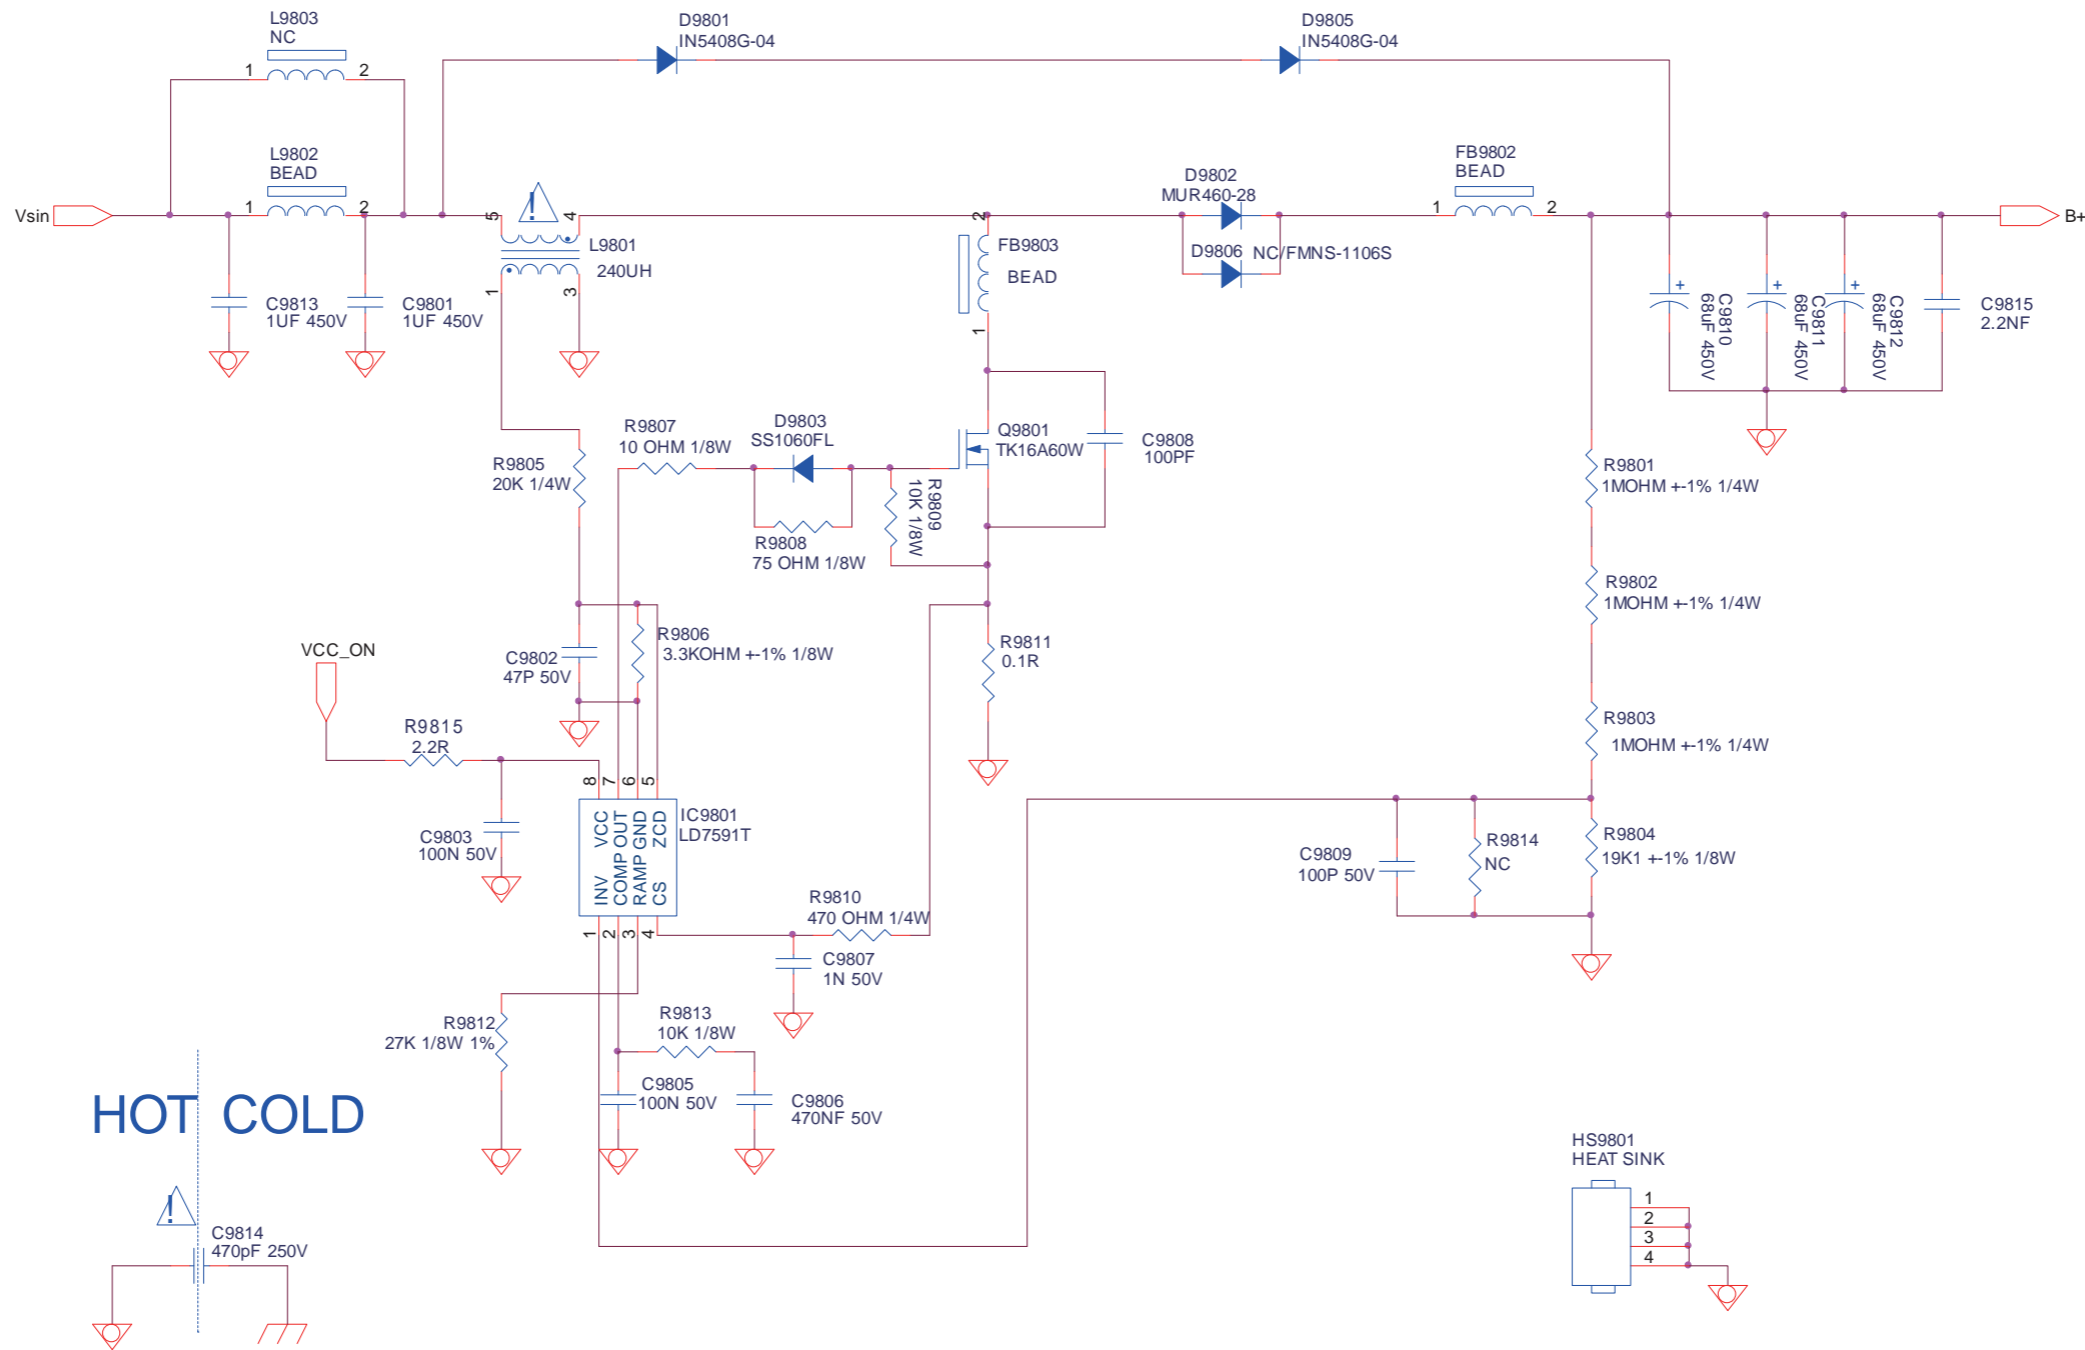 L9803
NC
1
2
D9801
IN5408G-04
D9805
IN5408G-04
L9802
BEAD
1
2
Vsin
C9813
1UF 450V
C9801
1UF 450V
5
4
1
3
L9801
240UH
2
FB9803
BEAD
1
D9802
MUR460-28
D9806
NC/FMNS-1106S
FB9802
BEAD
1
2
B+
C9810
68uF 450V
C9811
68uF 450V
C9812
68uF 450V
C9815
2.2NF
+
+
+
R9805
20K 1/4W
R9807
10 OHM 1/8W
D9803
SS1060FL
R9808
75 OHM 1/8W
R9809
10K 1/8W
Q9801
TK16A60W
C9808
100PF
R9801
1MOHM +-1% 1/4W
R9802
1MOHM +-1% 1/4W
R9803
1MOHM +-1% 1/4W
R9804
19K1 +-1% 1/8W
R9814
NC
C9809
100P 50V
C9802
47P 50V
R9806
3.3KOHM +-1% 1/8W
R9811
0.1R
VCC_ON
R9815
2.2R
C9803
100N 50V
8
7
6
5
IC9801
LD7591T
INV VCC
COMP OUT
RAMP GND
CS ZCD
1
2
3
4
R9810
470 OHM 1/4W
C9807
1N 50V
R9812
27K 1/8W 1%
R9813
10K 1/8W
C9805
100N 50V
C9806
470NF 50V
HOT COLD
!
!
C9814
470pF 250V
HS9801
HEAT SINK
1
2
3
4